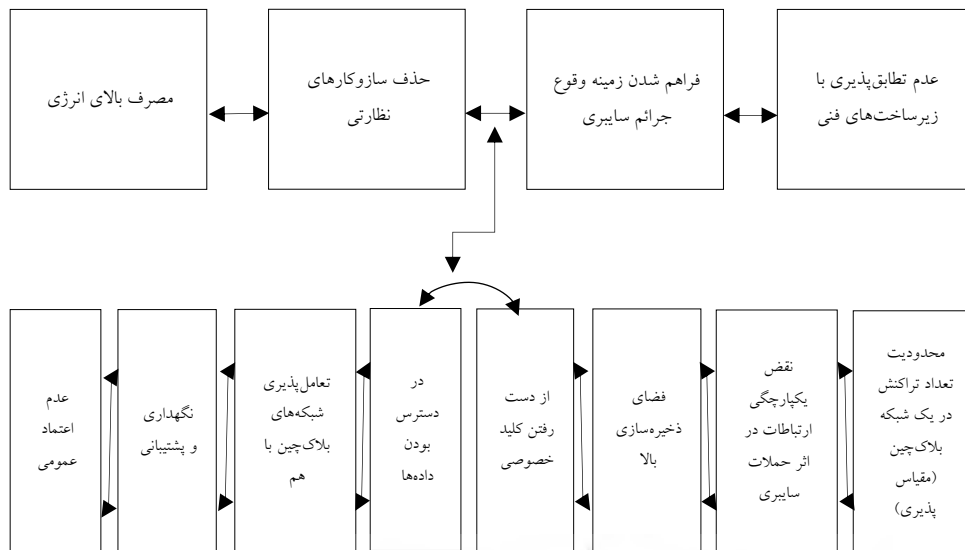 عدم تطابق‌پذیری با
زیرساخت‌های فنی
فراهم شدن زمینه وقوع
جرائم سایبری
حذف سازوکارهای
نظارتی
مصرف بالای انرژی
محدودیت
تعداد تراکنش
در یک شبکه
بلاک‌چین
(مقیاس
پذیری)
نقض
یکپارچگی
ارتباطات در
اثر حملات
سایبری
فضای
ذخیره‌سازی
بالا
از دست
رفتن کلید
خصوصی
در
دسترس
بودن
داده‌ها
تعامل‌پذیری
شبکه‌های
بلاک‌چین با
هم
نگهداری
و پشتیبانی
عدم
اعتماد
عمومی